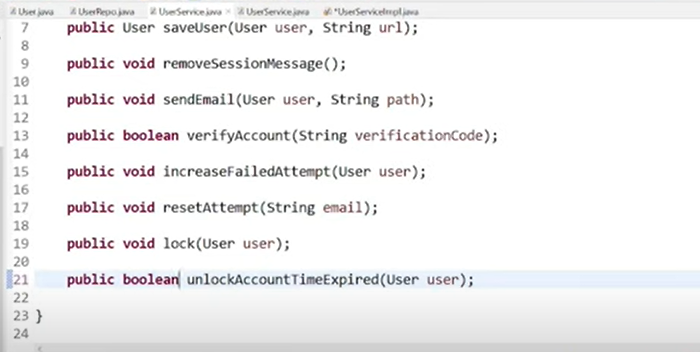 User.java UserRepo.java UserService.java UserService.java *UserServiceImpl.java
7 public User saveUser(User user, String url);
8
9 public void removeSessionMessage();
10
11 public void sendEmail(User user, String path);
12
13 public boolean verifyAccount(String verificationCode);
14
15 public void increaseFailedAttempt(User user);
16
17 public void resetAttempt(String email);
18
19 public void lock(User user);
20
21 public boolean unlockAccountTimeExpired(User user);
22
23 }
24